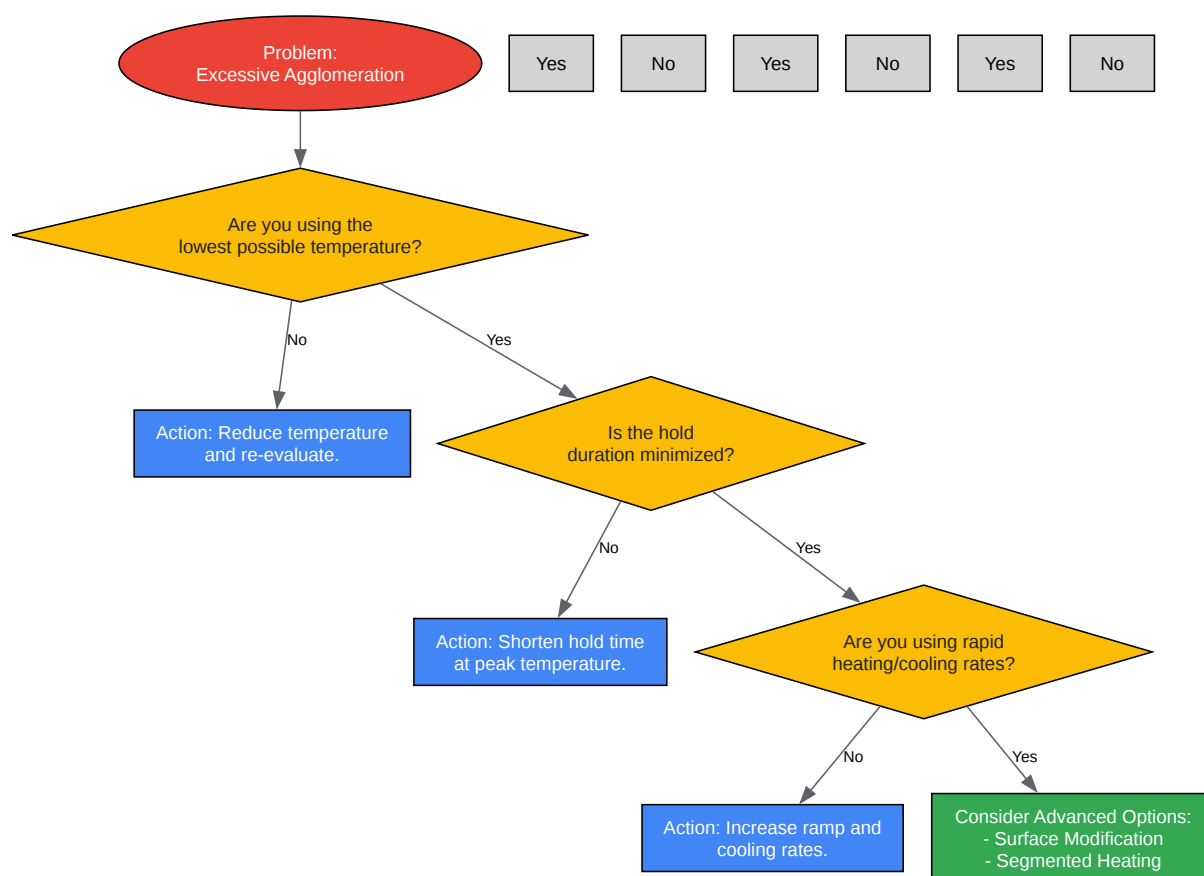 Problem:
Excessive Agglomeration
Yes
No
Yes
No
Yes
No
Are you using the
lowest possible temperature?
No
Yes
Action: Reduce temperature
and re-evaluate.
Is the hold
duration minimized?
No
Yes
Action: Shorten hold time
at peak temperature.
Are you using rapid
heating/cooling rates?
No
Yes
Action: Increase ramp and
cooling rates.
Consider Advanced Options:
- Surface Modification
- Segmented Heating